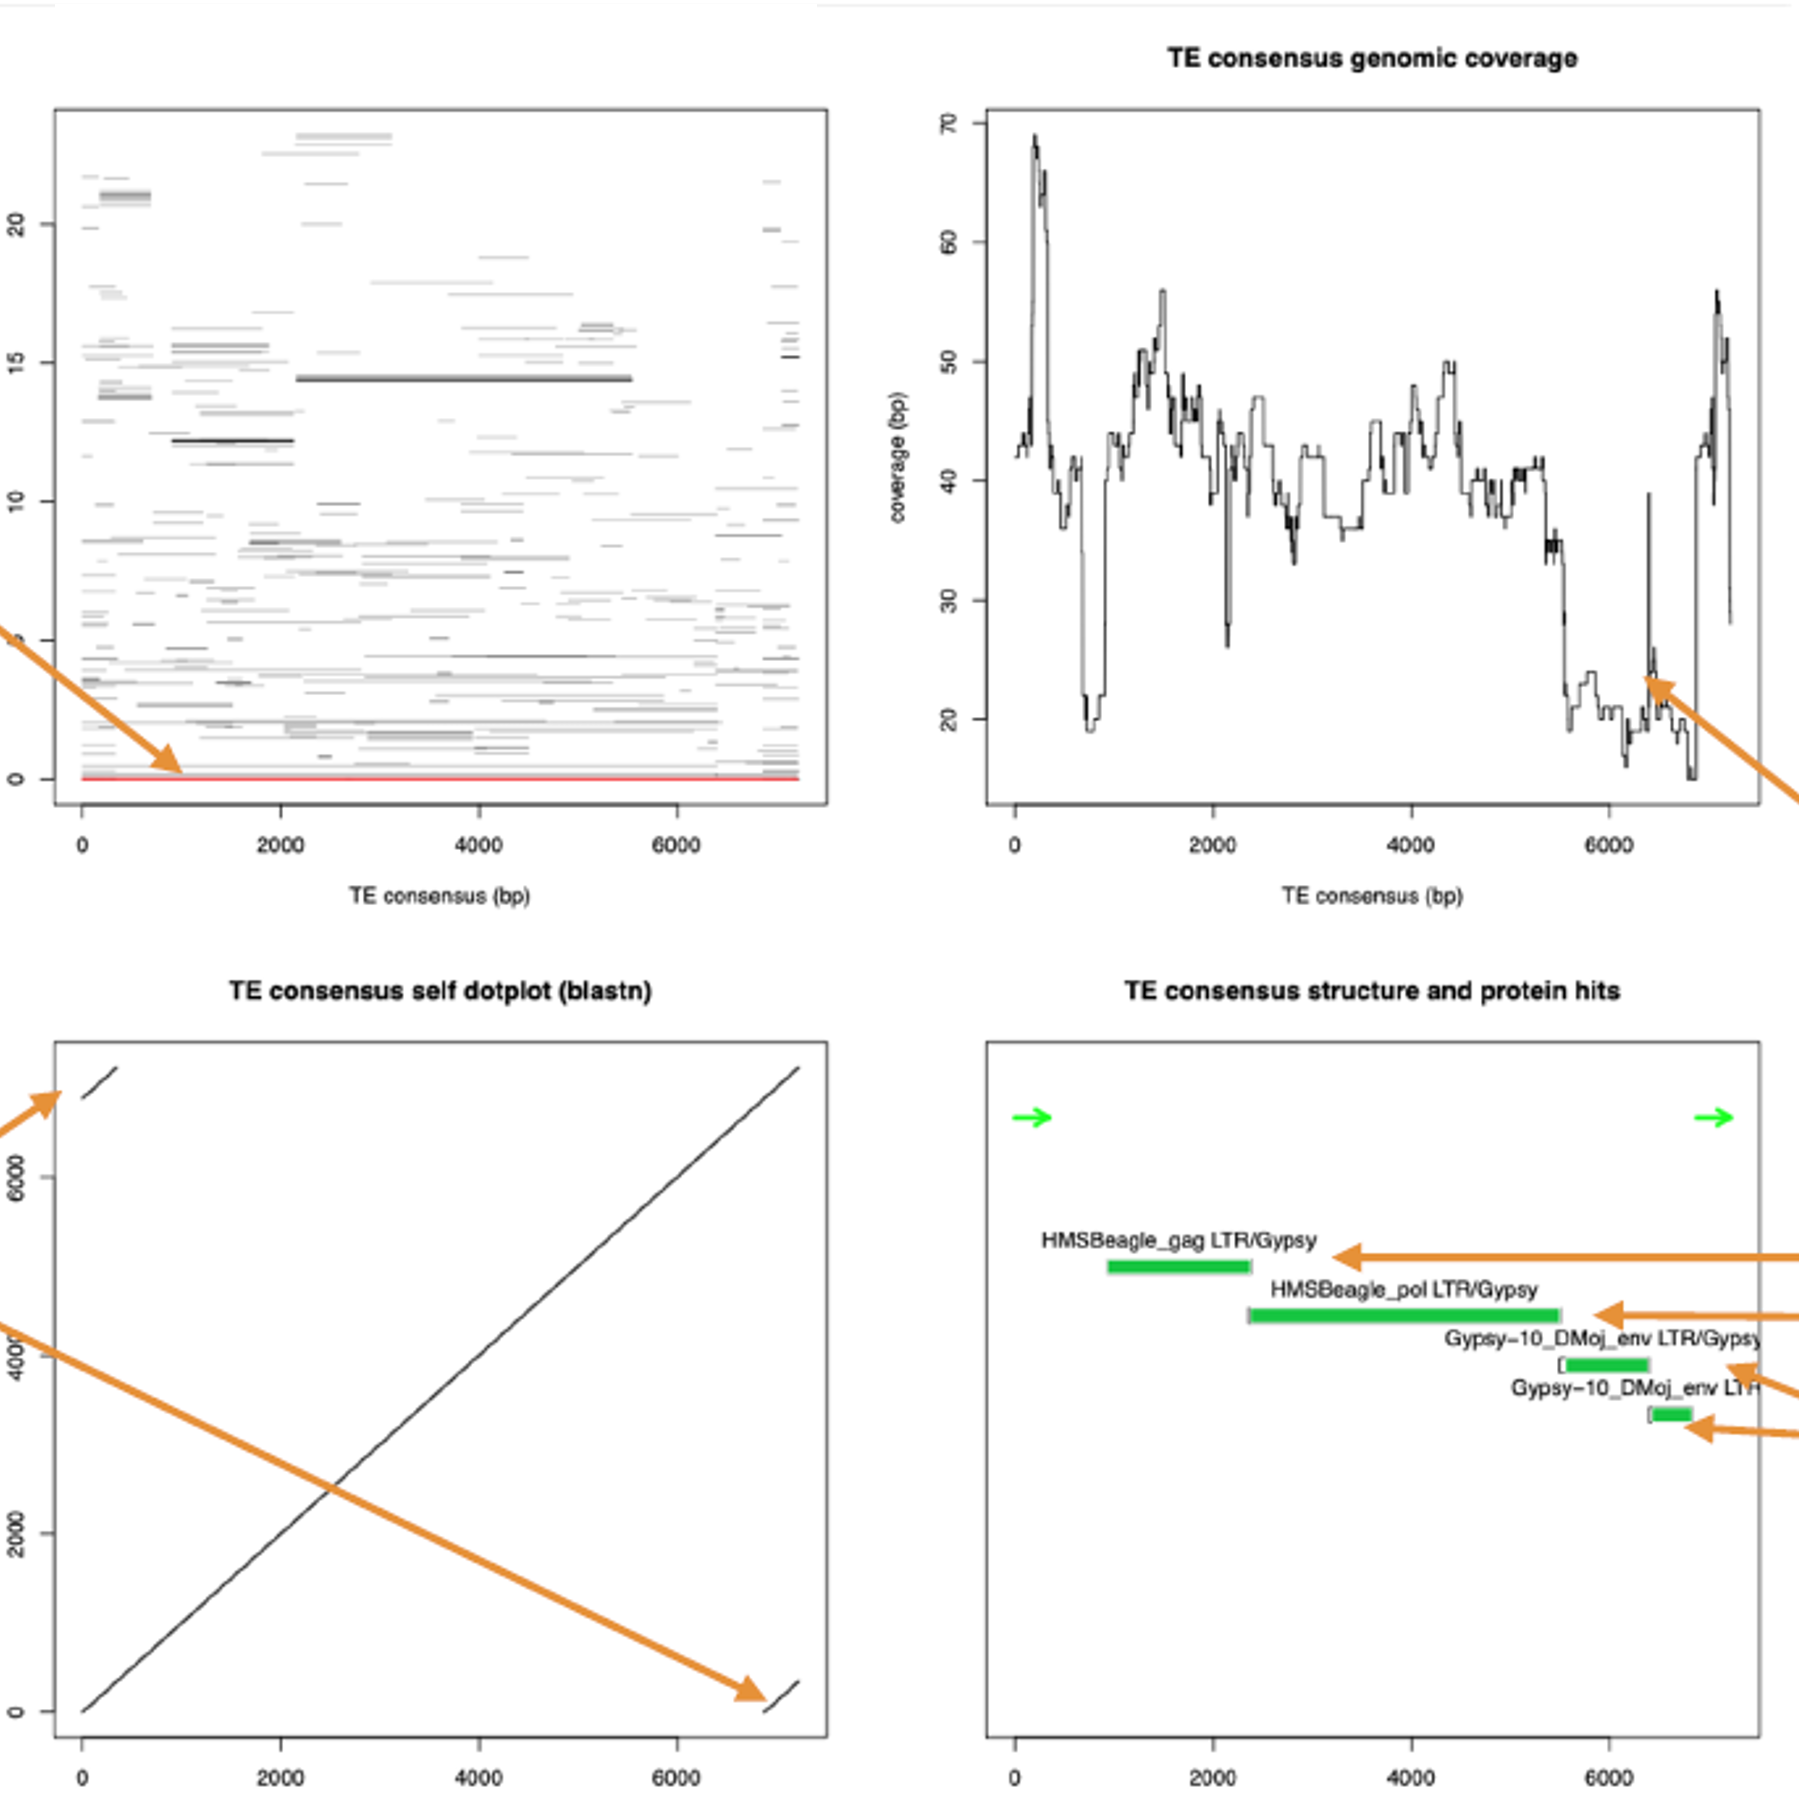 TE consensus genomic coverage
20
15
10
5
0
0 2000 4000 6000
TE consensus (bp)
70
60
50
40
30
20
coverage (bp)
0 2000 4000 6000
TE consensus (bp)
TE consensus self dotplot (blastn)
6000
4000
2000
0
0 2000 4000 6000
TE consensus structure and protein hits
HMSBeagle_gag LTR/Gypsy
HMSBeagle_pol LTR/Gypsy
Gypsy-10_DMoj_env LTR/Gypsy
Gypsy-10_DMoj_env LTR
0 2000 4000 6000